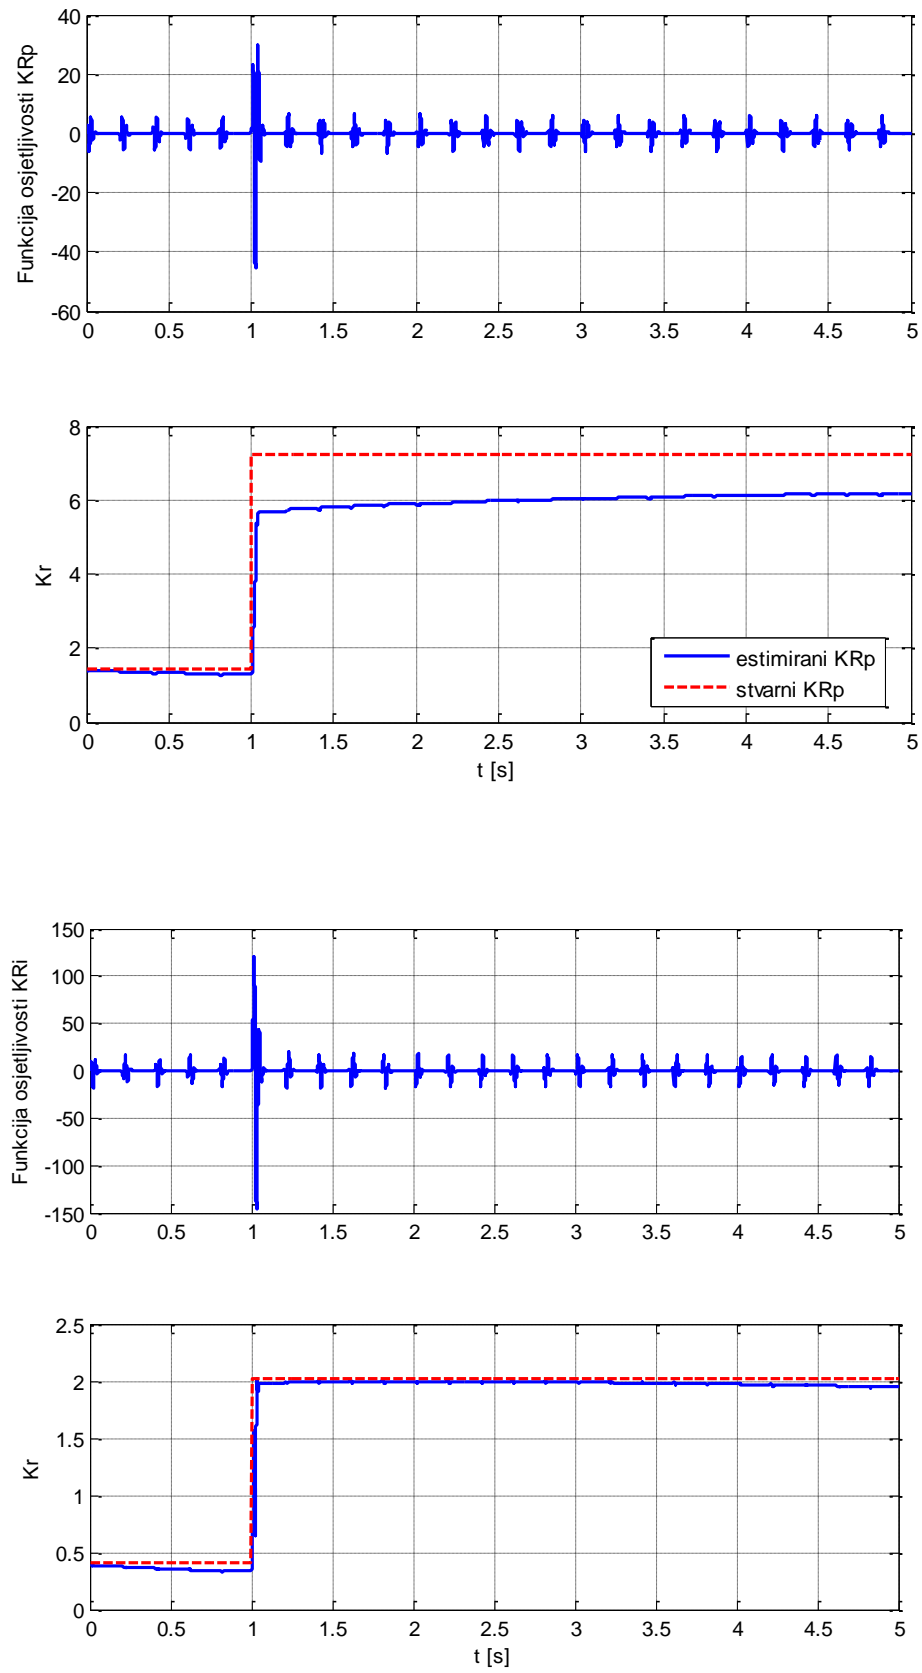 Funkcija osjetljivosti KRp
40
20
0
-20
-40
-60
0 0.5 1 1.5 2 2.5 3 3.5 4 4.5 5
Kr
8
6
4
2
0
estimirani KRp
stvarni KRp
0 0.5 1 1.5 2 2.5 3 3.5 4 4.5 5
t [s]
Funkcija osjetljivosti KRi
150
100
50
0
-50
-100
-150
0 0.5 1 1.5 2 2.5 3 3.5 4 4.5 5
Kr
2.5
2
1.5
1
0.5
0
0 0.5 1 1.5 2 2.5 3 3.5 4 4.5 5
t [s]